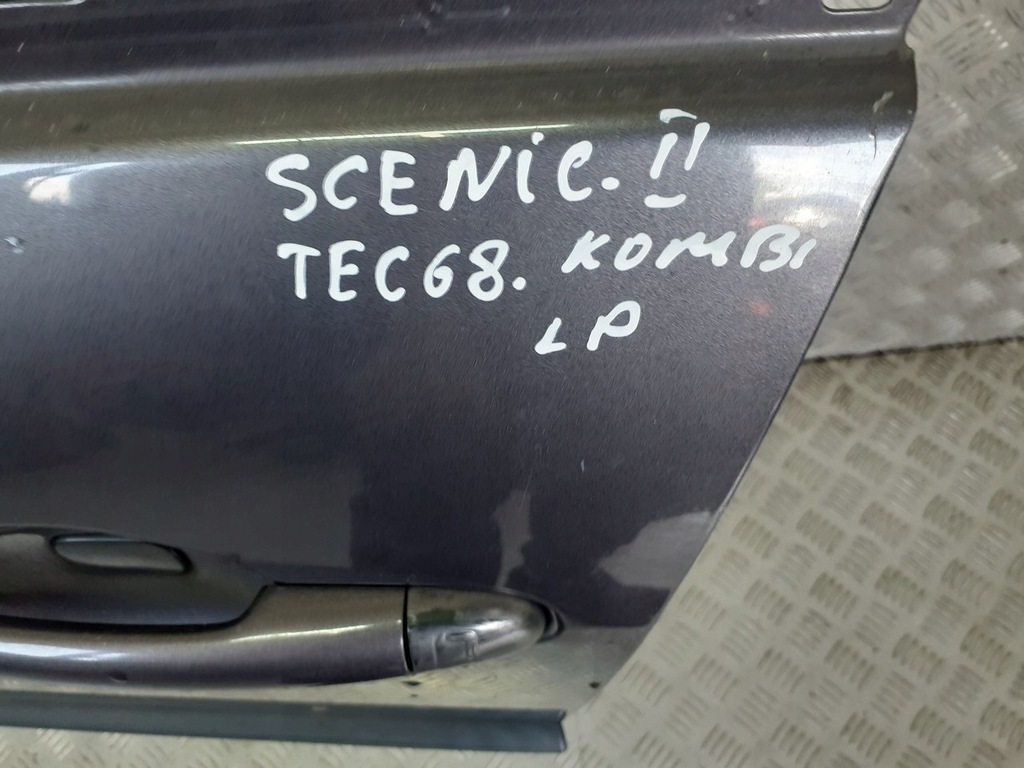 SCENiC. II
TEC68. KOMBi
LP